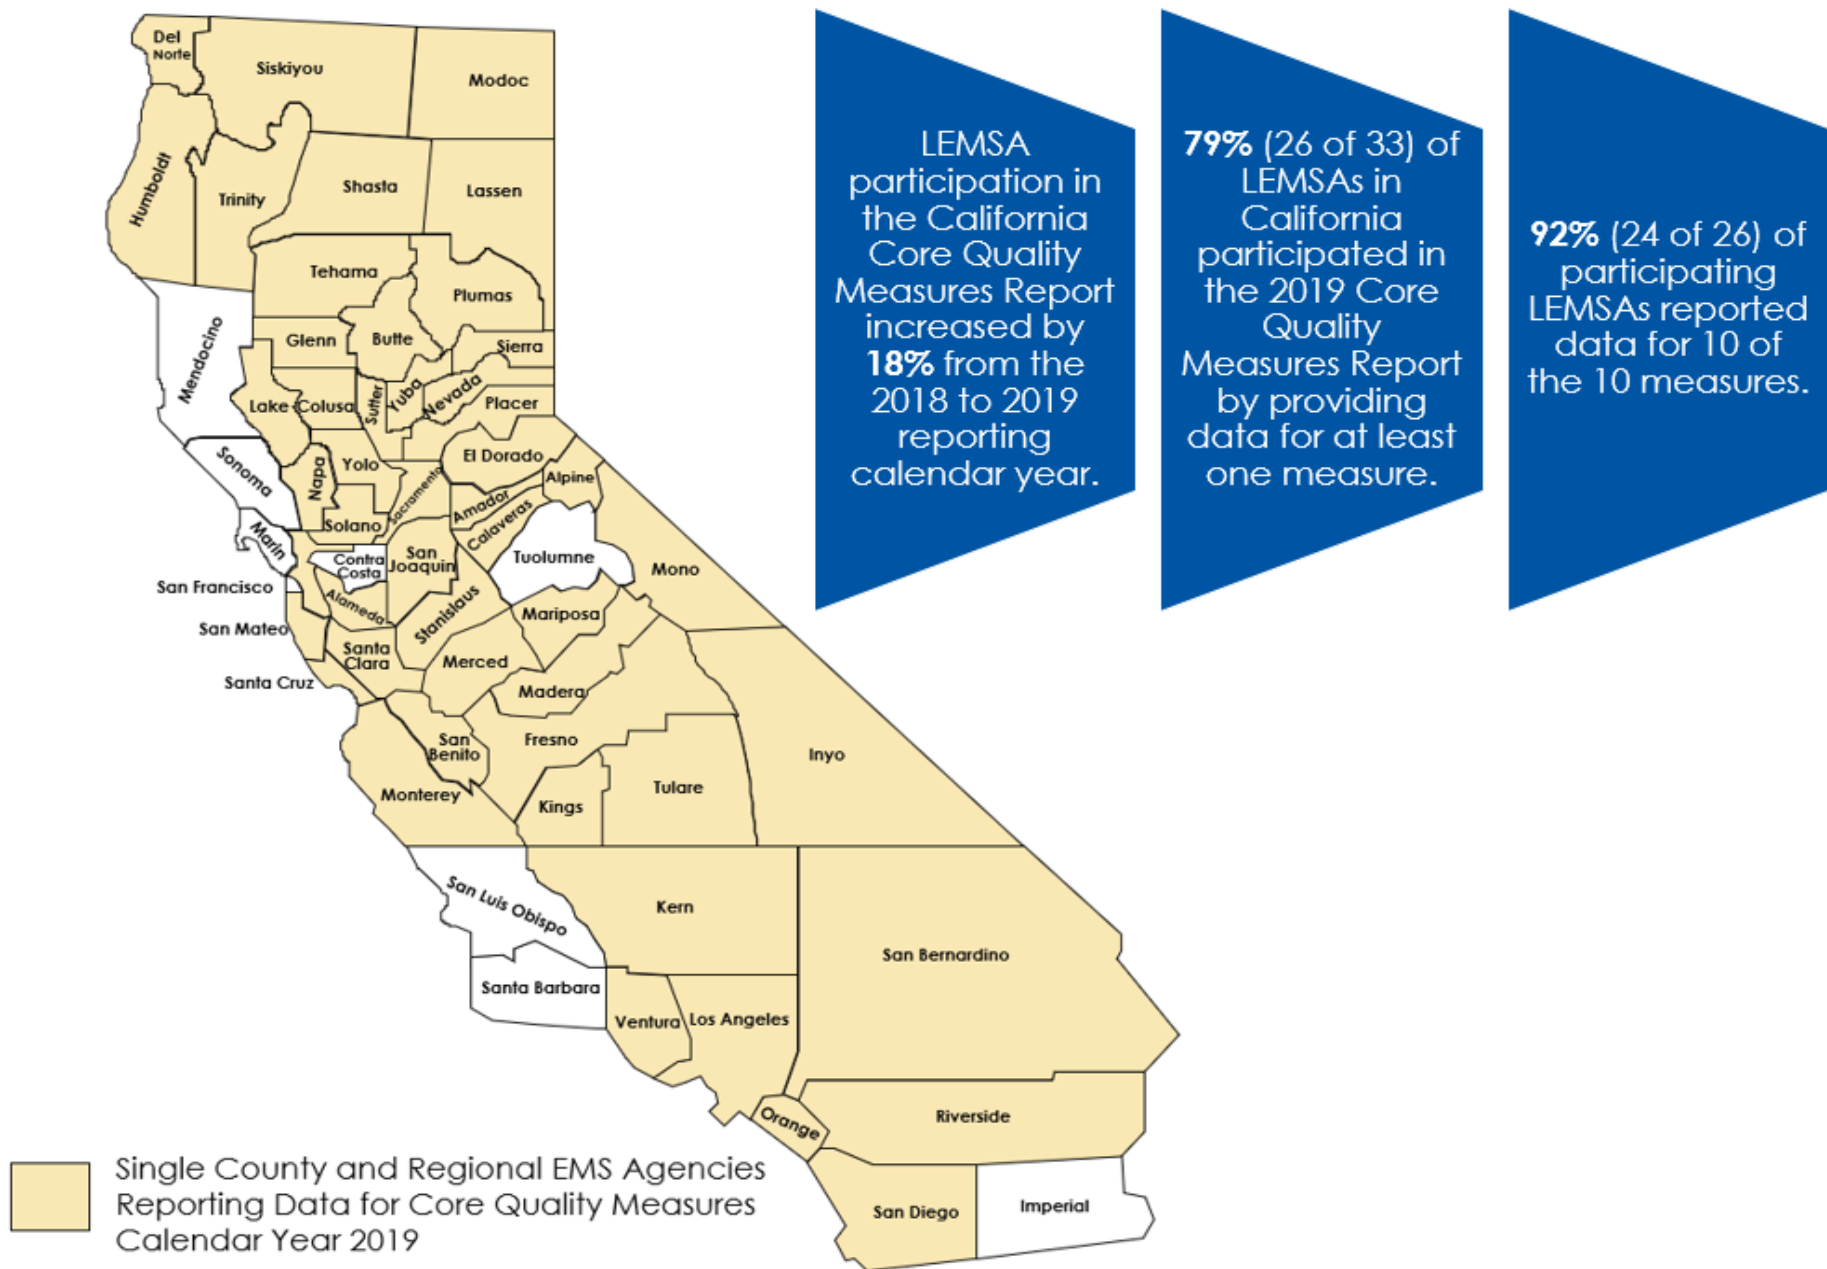 Del
Norte
Siskiyou
Modoc
Humboldt
Trinity
Shasta
Lassen
Tehama
Plumas
Mendocino
Glenn
Butte
Sierra
Lake
Colusa
Sutter
Yuba
Nevada
Placer
Sonoma
Napa
Yolo
Sacramento
El Dorado
Alpine
Amador
Solano
Calaveras
Marin
Contra
Costa
San
Joaquin
Tuolumne
Mono
San Francisco
Alameda
Stanislaus
Mariposa
San Mateo
Santa
Clara
Merced
Santa Cruz
Madera
San
Benito
Fresno
Inyo
Monterey
Kings
Tulare
San Luis Obispo
Kern
San Bernardino
Santa Barbara
Ventura
Los Angeles
Orange
Riverside
San Diego
Imperial
LEMSA
participation in
the California
Core Quality
Measures Report
increased by
18% from the
2018 to 2019
reporting
calendar year.
79% (26 of 33) of
LEMSAs in
California
participated in
the 2019 Core
Quality
Measures Report
by providing
data for at least
one measure.
92% (24 of 26) of
participating
LEMSAs reported
data for 10 of
the 10 measures.
Single County and Regional EMS Agencies
Reporting Data for Core Quality Measures
Calendar Year 2019